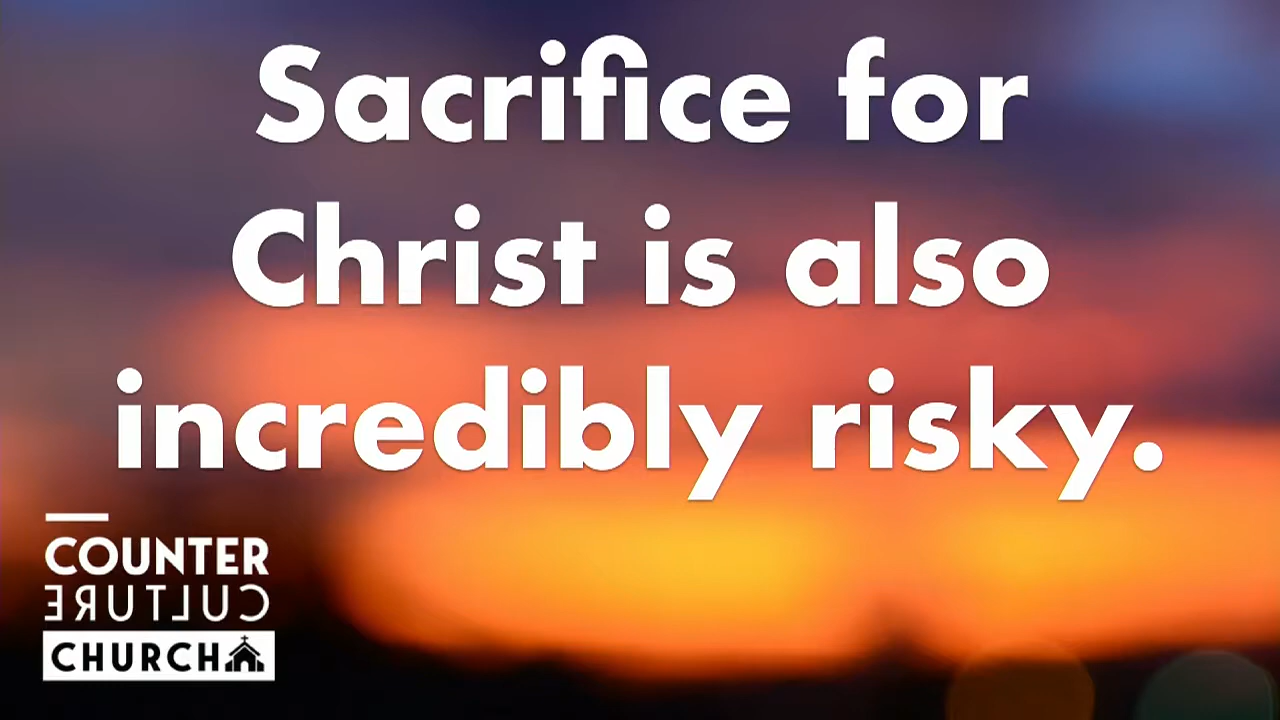 Sacrifice for
Christ is also
incredibly risky.
COUNTER
CULTURE
CHURCH